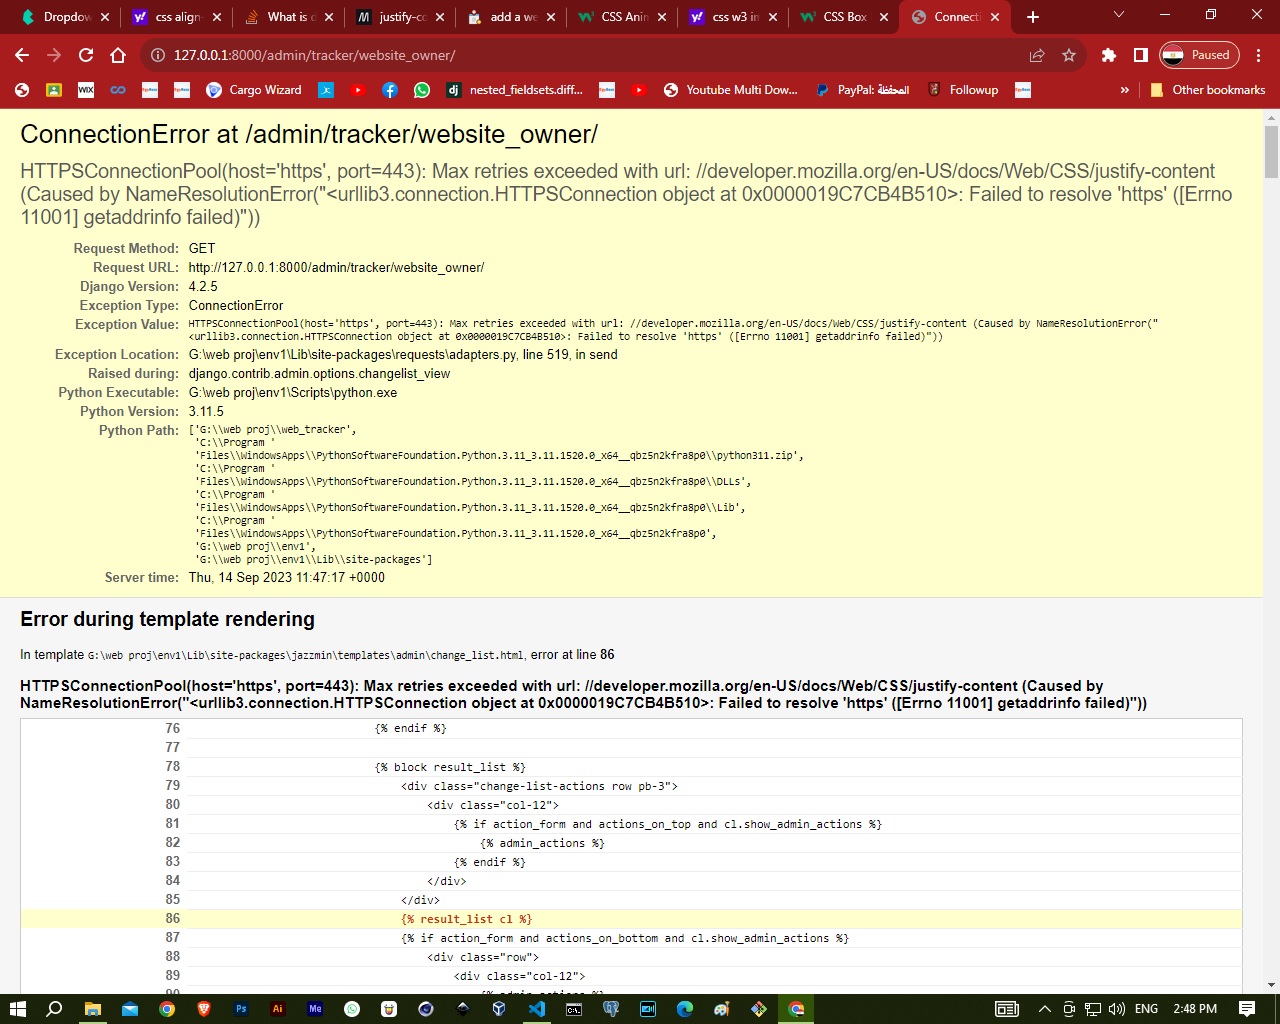 Dropdow
css align-
What is d
justify-co
add a we
CSS Anin
css w3 in
CSS Box
Connecti
127.0.0.1:8000/admin/tracker/website_owner/
Paused
WIX
Cargo Wizard
dj
nested_fieldsets.diff...
Youtube Multi Dow...
PayPal: المحفظة
Followup
»
Other bookmarks
ConnectionError at /admin/tracker/website_owner/
HTTPSConnectionPool(host='https', port=443): Max retries exceeded with url: //developer.mozilla.org/en-US/docs/Web/CSS/justify-content
(Caused by NameResolutionError("<urllib3.connection.HTTPSConnection object at 0x0000019C7CB4B510>: Failed to resolve 'https' ([Errno
11001] getaddrinfo failed)"))
Request Method: GET
Request URL: http://127.0.0.1:8000/admin/tracker/website_owner/
Django Version: 4.2.5
Exception Type: ConnectionError
Exception Value: HTTPSConnectionPool(host='https', port=443): Max retries exceeded with url: //developer.mozilla.org/en-US/docs/Web/CSS/justify-content (Caused by NameResolutionError("
<urllib3.connection.HTTPSConnection object at 0x0000019C7CB4B510>: Failed to resolve 'https' ([Errno 11001] getaddrinfo failed)"))
Exception Location: G:\web proj\env1\Lib\site-packages\requests\adapters.py, line 519, in send
Raised during: django.contrib.admin.options.changelist_view
Python Executable: G:\web proj\env1\Scripts\python.exe
Python Version: 3.11.5
Python Path: ['G:\\web proj\\web_tracker',
'C:\\Program '
'Files\\WindowsApps\\PythonSoftwareFoundation.Python.3.11_3.11.1520.0_x64__qbz5n2kfra8p0\\python311.zip',
'C:\\Program '
'Files\\WindowsApps\\PythonSoftwareFoundation.Python.3.11_3.11.1520.0_x64__qbz5n2kfra8p0\\DLLs',
'C:\\Program '
'Files\\WindowsApps\\PythonSoftwareFoundation.Python.3.11_3.11.1520.0_x64__qbz5n2kfra8p0\\Lib',
'C:\\Program '
'Files\\WindowsApps\\PythonSoftwareFoundation.Python.3.11_3.11.1520.0_x64__qbz5n2kfra8p0',
'G:\\web proj\\env1',
'G:\\web proj\\env1\\Lib\\site-packages']
Server time: Thu, 14 Sep 2023 11:47:17 +0000
Error during template rendering
In template G:\web proj\env1\Lib\site-packages\jazzmin\templates\admin\change_list.html, error at line 86
HTTPSConnectionPool(host='https', port=443): Max retries exceeded with url: //developer.mozilla.org/en-US/docs/Web/CSS/justify-content (Caused by
NameResolutionError("<urllib3.connection.HTTPSConnection object at 0x0000019C7CB4B510>: Failed to resolve 'https' ([Errno 11001] getaddrinfo failed)"))
76 {% endif %}
77
78 {% block result_list %}
79 <div class="change-list-actions row pb-3">
80 <div class="col-12">
81 {% if action_form and actions_on_top and cl.show_admin_actions %}
82 {% admin_actions %}
83 {% endif %}
84 </div>
85 </div>
86 {% result_list cl %}
87 {% if action_form and actions_on_bottom and cl.show_admin_actions %}
88 <div class="row">
89 <div class="col-12">
90 {% admin_actions %}
Ps
Ai
Me
ENG
2:48 PM